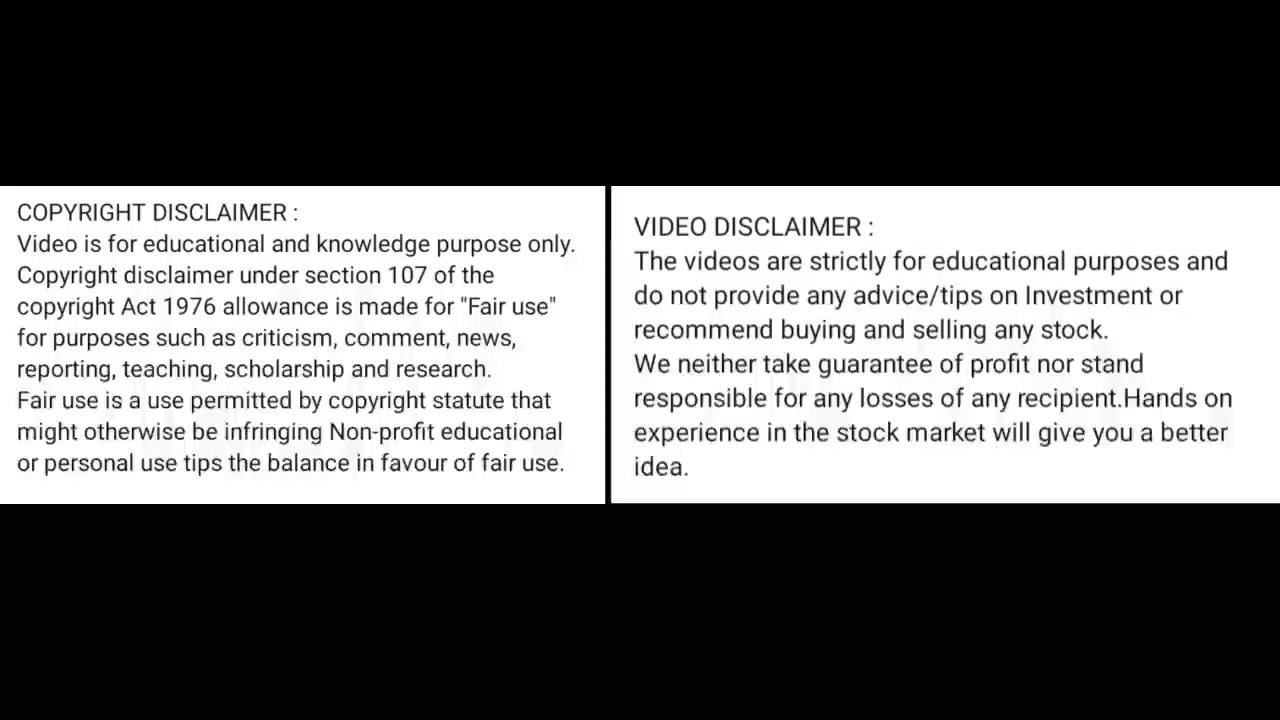 COPYRIGHT DISCLAIMER :
Video is for educational and knowledge purpose only.
Copyright disclaimer under section 107 of the
copyright Act 1976 allowance is made for "Fair use"
for purposes such as criticism, comment, news,
reporting, teaching, scholarship and research.
Fair use is a use permitted by copyright statute that
might otherwise be infringing Non-profit educational
or personal use tips the balance in favour of fair use.
VIDEO DISCLAIMER :
The videos are strictly for educational purposes and
do not provide any advice/tips on Investment or
recommend buying and selling any stock.
We neither take guarantee of profit nor stand
responsible for any losses of any recipient.Hands on
experience in the stock market will give you a better
idea.